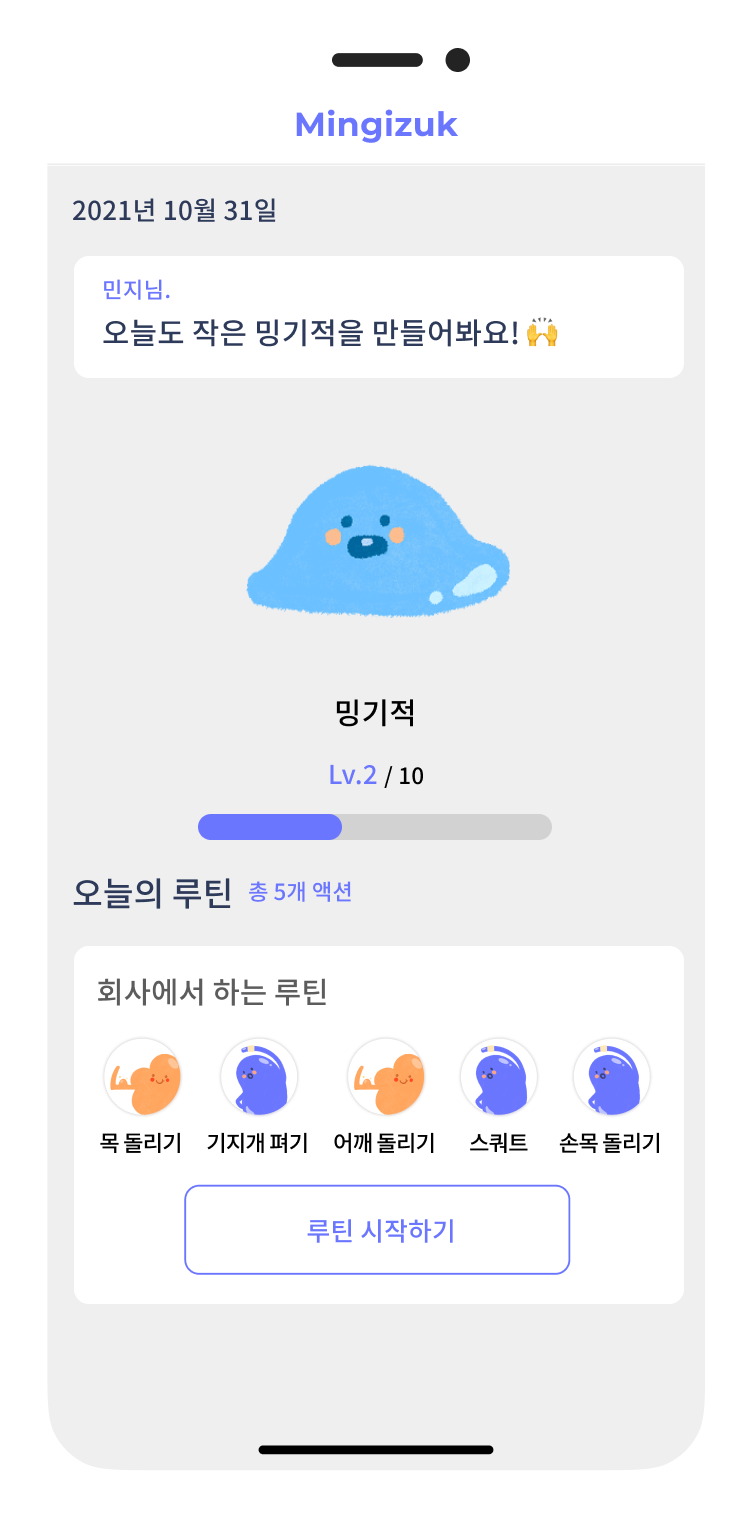 Mingizuk
2021년 10월 31일
민지님.
오늘도 작은 밍기적을 만들어봐요! 🙌
밍기적
Lv.2 / 10
오늘의 루틴 총 5개 액션
회사에서 하는 루틴
목 돌리기 기지개 펴기 어깨 돌리기 스쿼트 손목 돌리기
루틴 시작하기